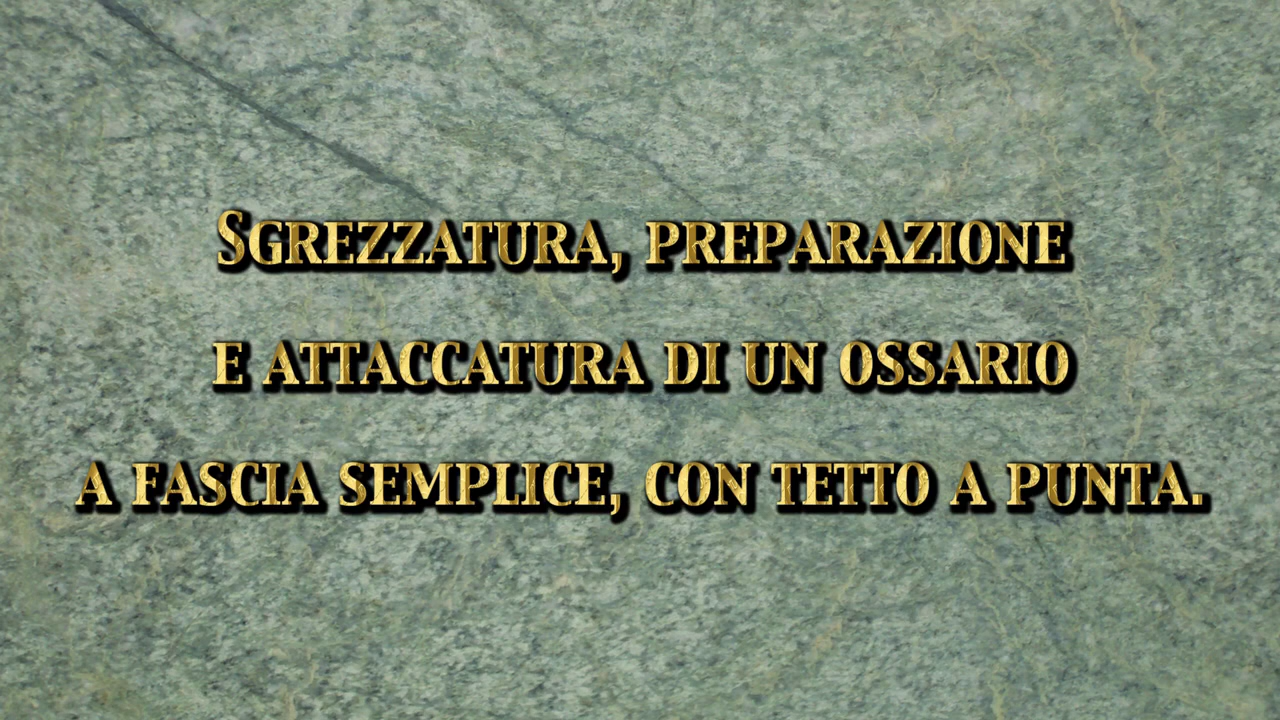 Sgrezzatura, preparazione
e attaccatura di un ossario
a fascia semplice, con tetto a punta.